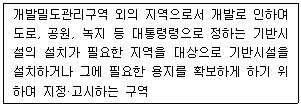 개발밀도관리구역 외의 지역으로서 개발로 인하여
도로, 공원, 녹지 등 대통령령으로 정하는 기반시
설의 설치가 필요한 지역을 대상으로 기반시설을
설치하거나 그에 필요한 용지를 확보하게 하기 위
하여 지정·고시하는 구역